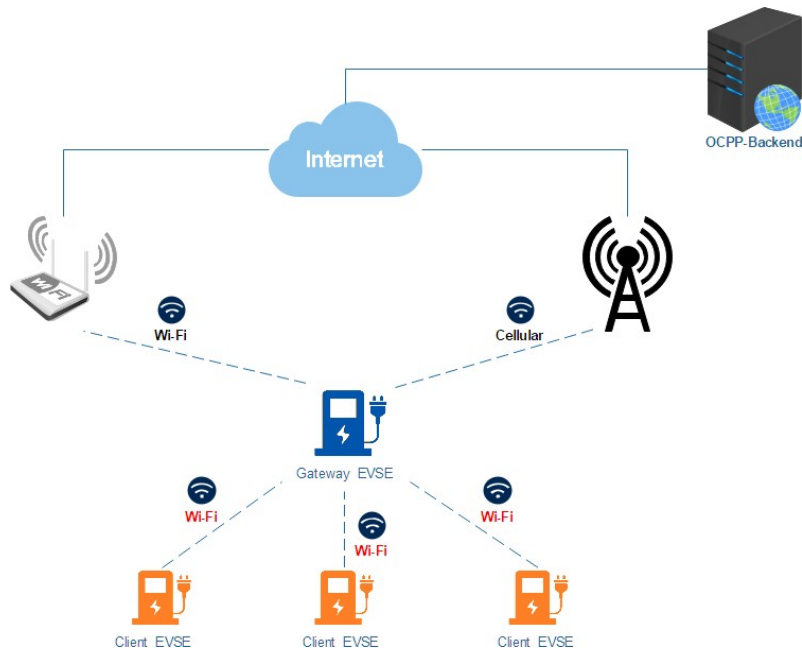 OCPP-Backend
Internet
Wi Fi
Wi-Fi
Cellular
Gateway EVSE
Wi-Fi
Wi-Fi
Wi-Fi
Client EVSE
Client EVSE
Client EVSE